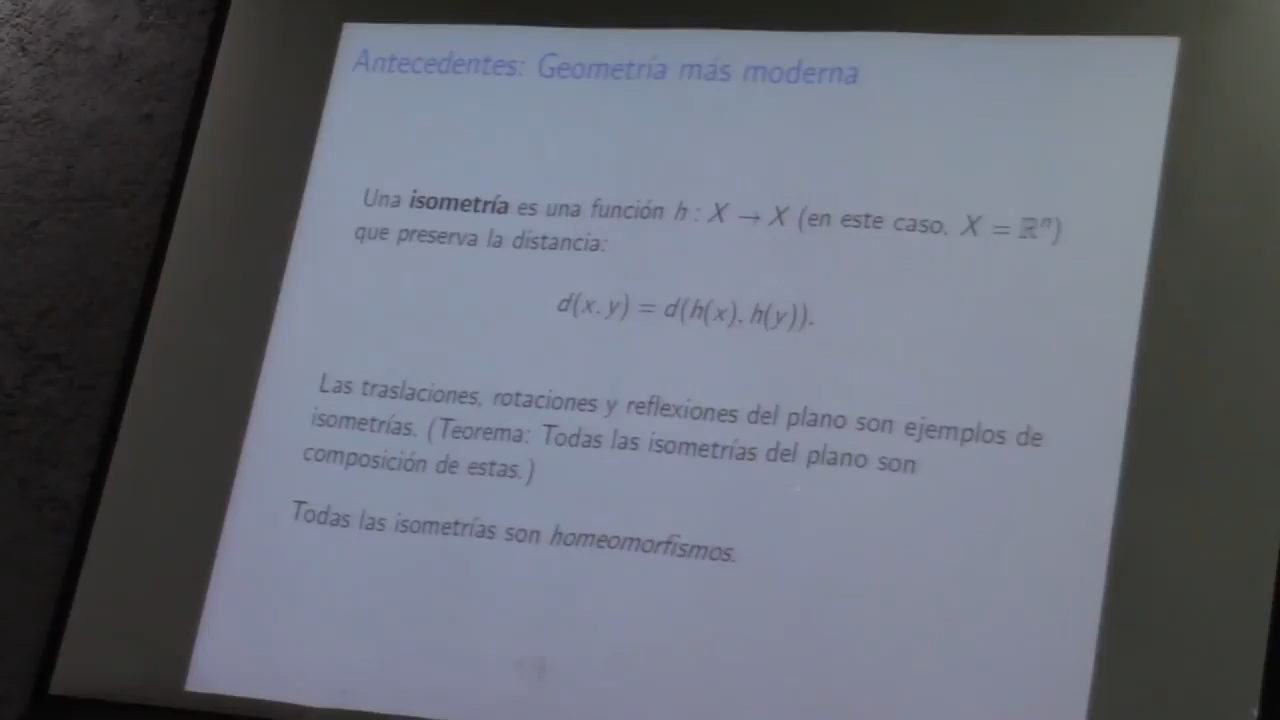 Antecedentes: Geometría más moderna
Una isometría es una función h : X → X (en este caso, X = ℝⁿ)
que preserva la distancia:
d(x, y) = d(h(x), h(y)).
Las traslaciones, rotaciones y reflexiones del plano son ejemplos de
isometrías. (Teorema: Todas las isometrías del plano son
composición de estas.)
Todas las isometrías son homeomorfismos.